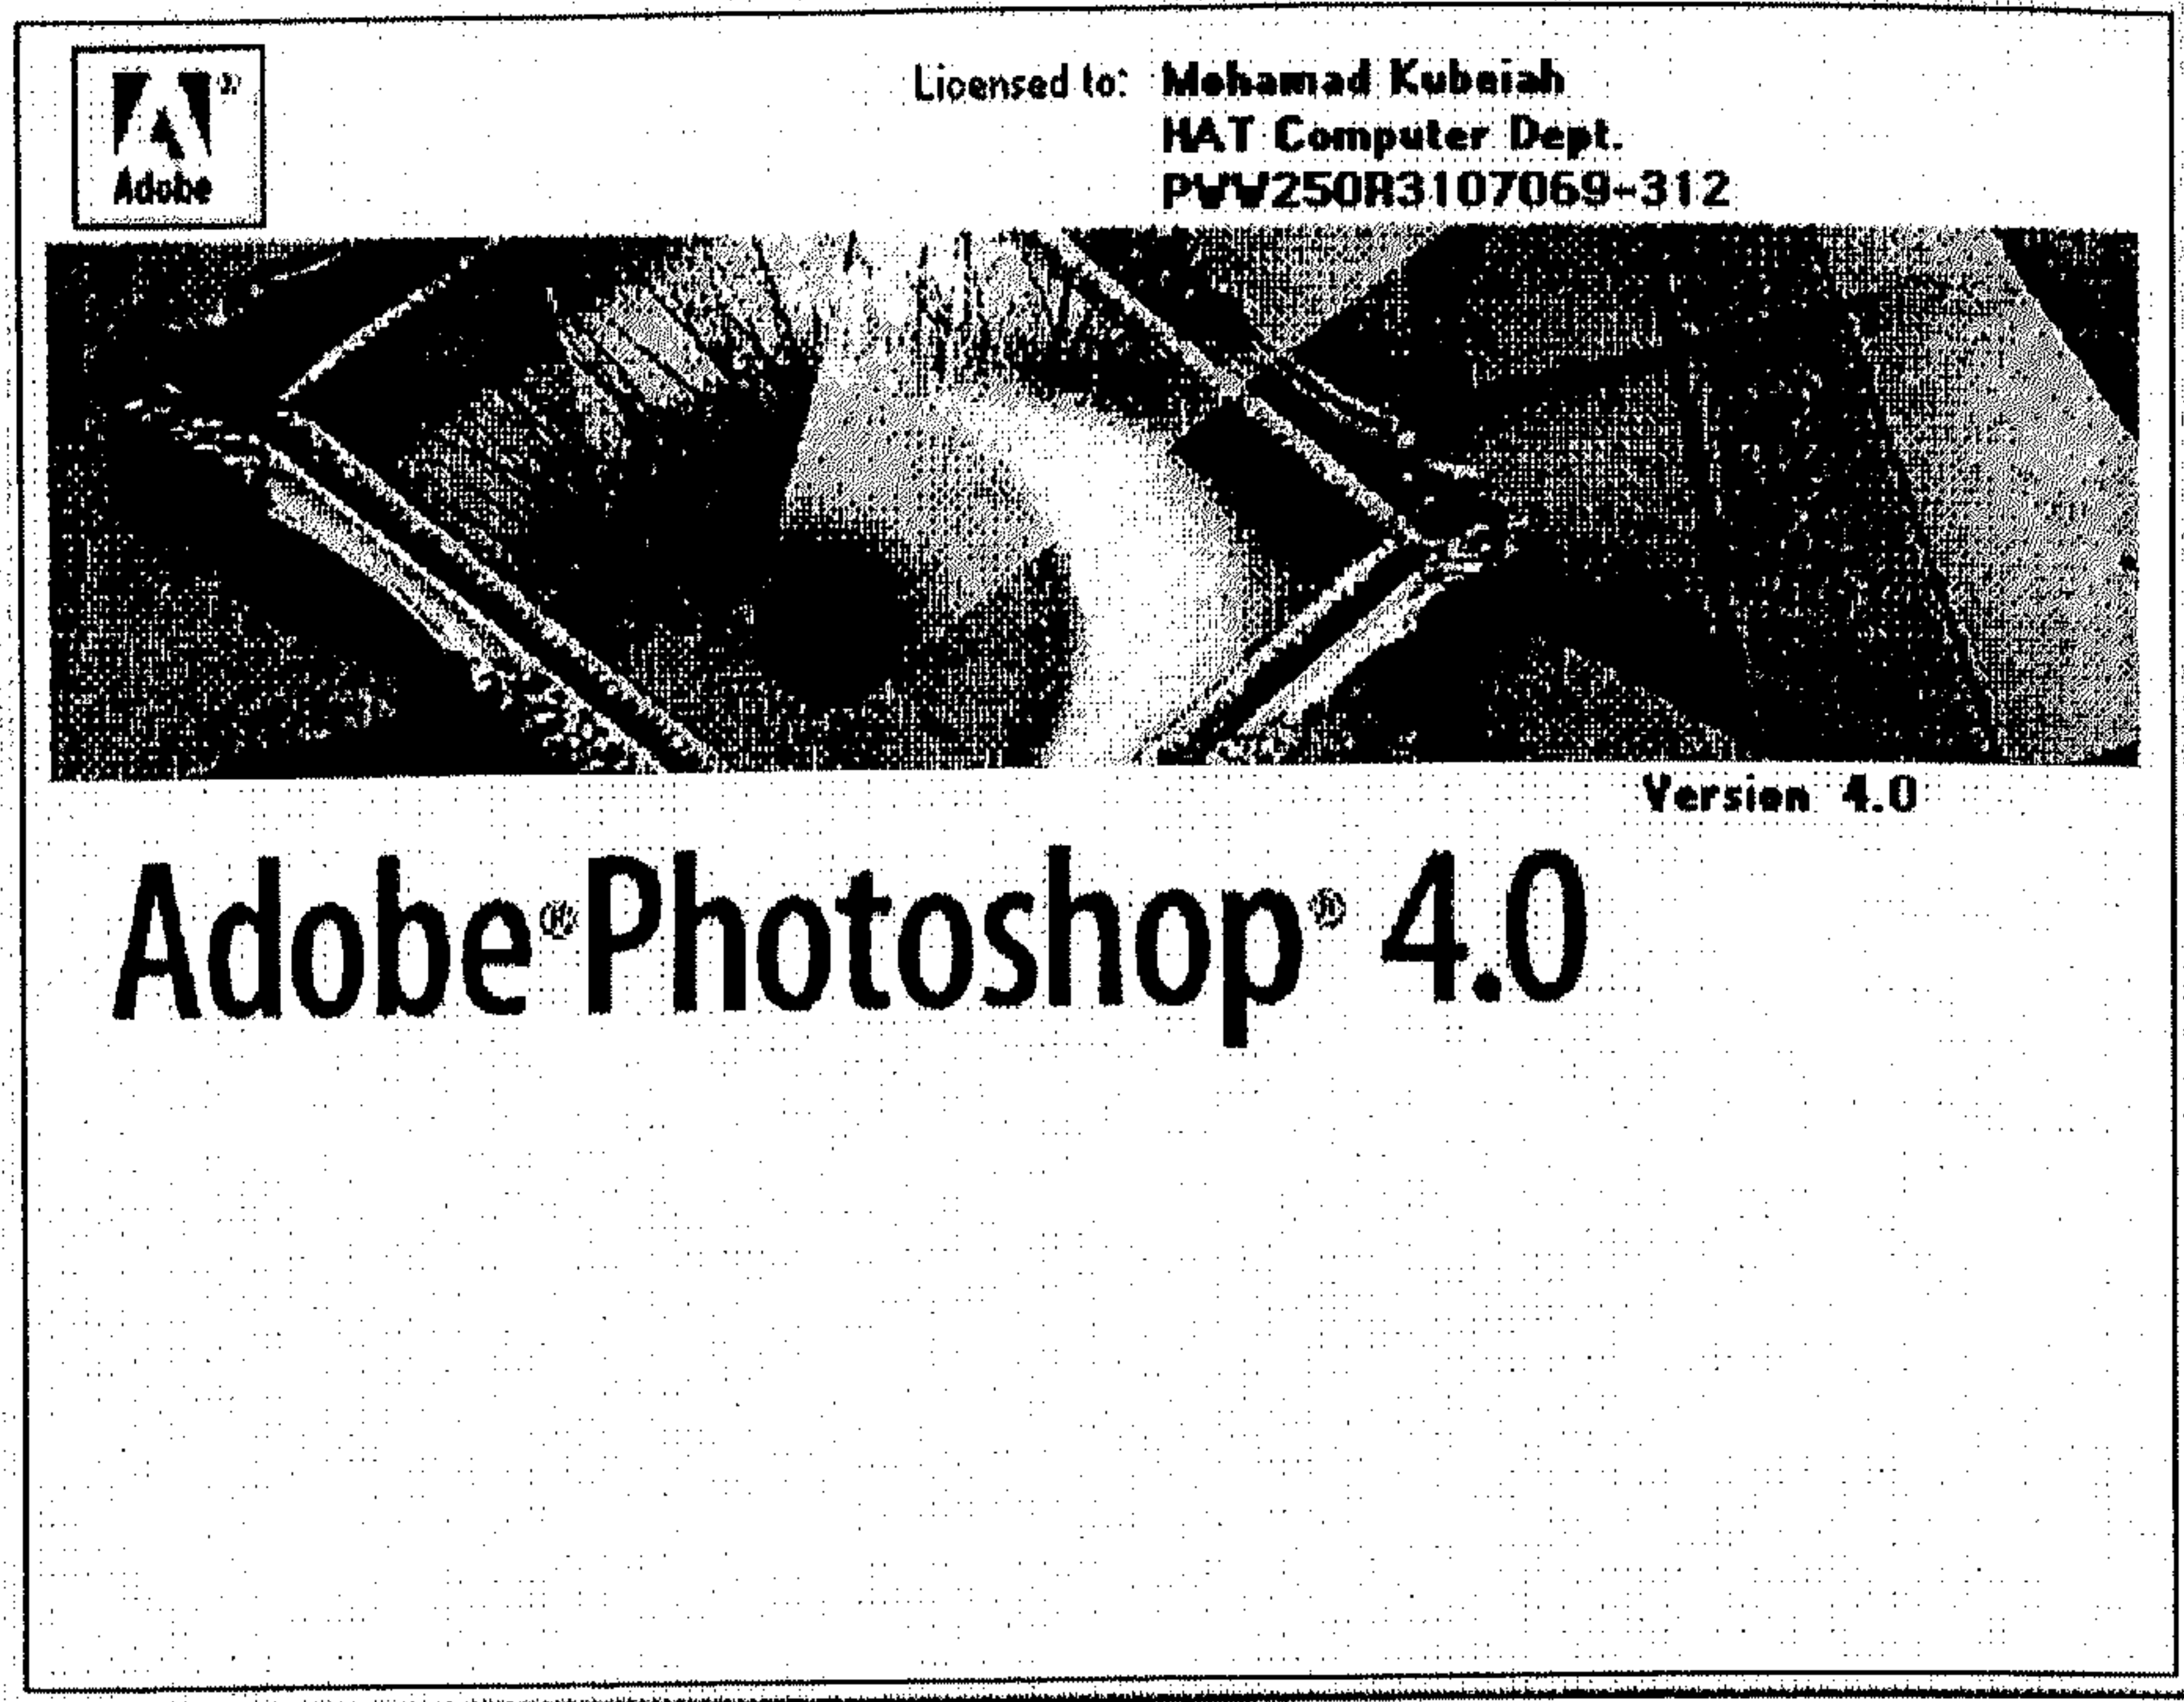 Adobe
Licensed to: Mohamad Kubeiah
HAT Computer Dept.
PWW250R3107069-312
Version 4.0
Adobe® Photoshop® 4.0